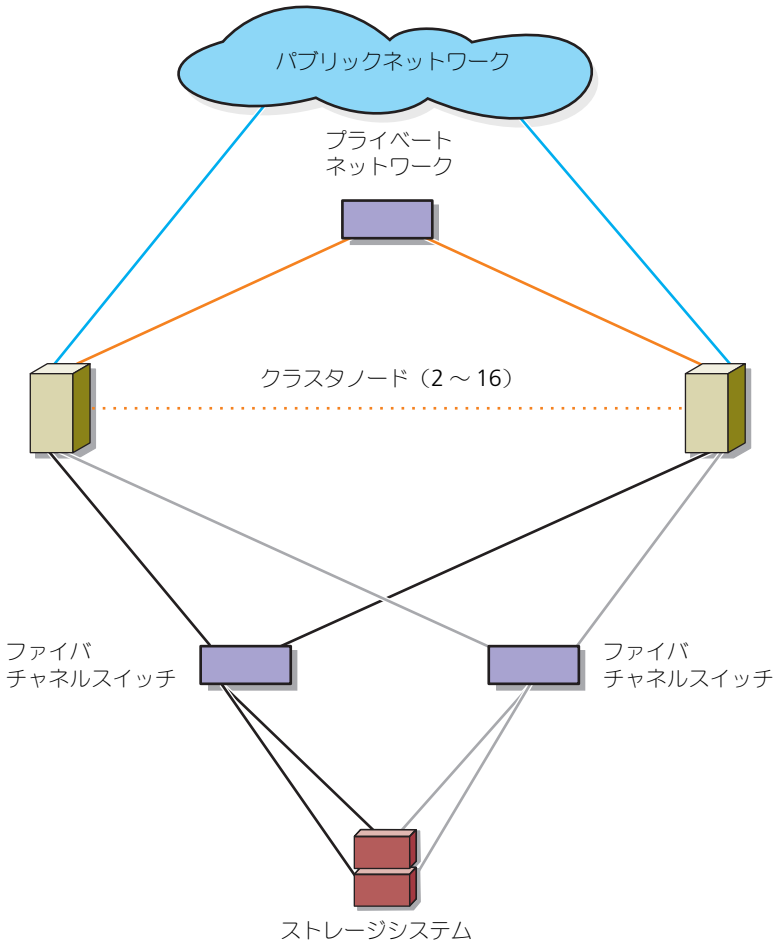 パブリックネットワーク
プライベート
ネットワーク
クラスタノード（2 ～ 16）
ファイバ
チャネルスイッチ
ファイバ
チャネルスイッチ
ストレージシステム